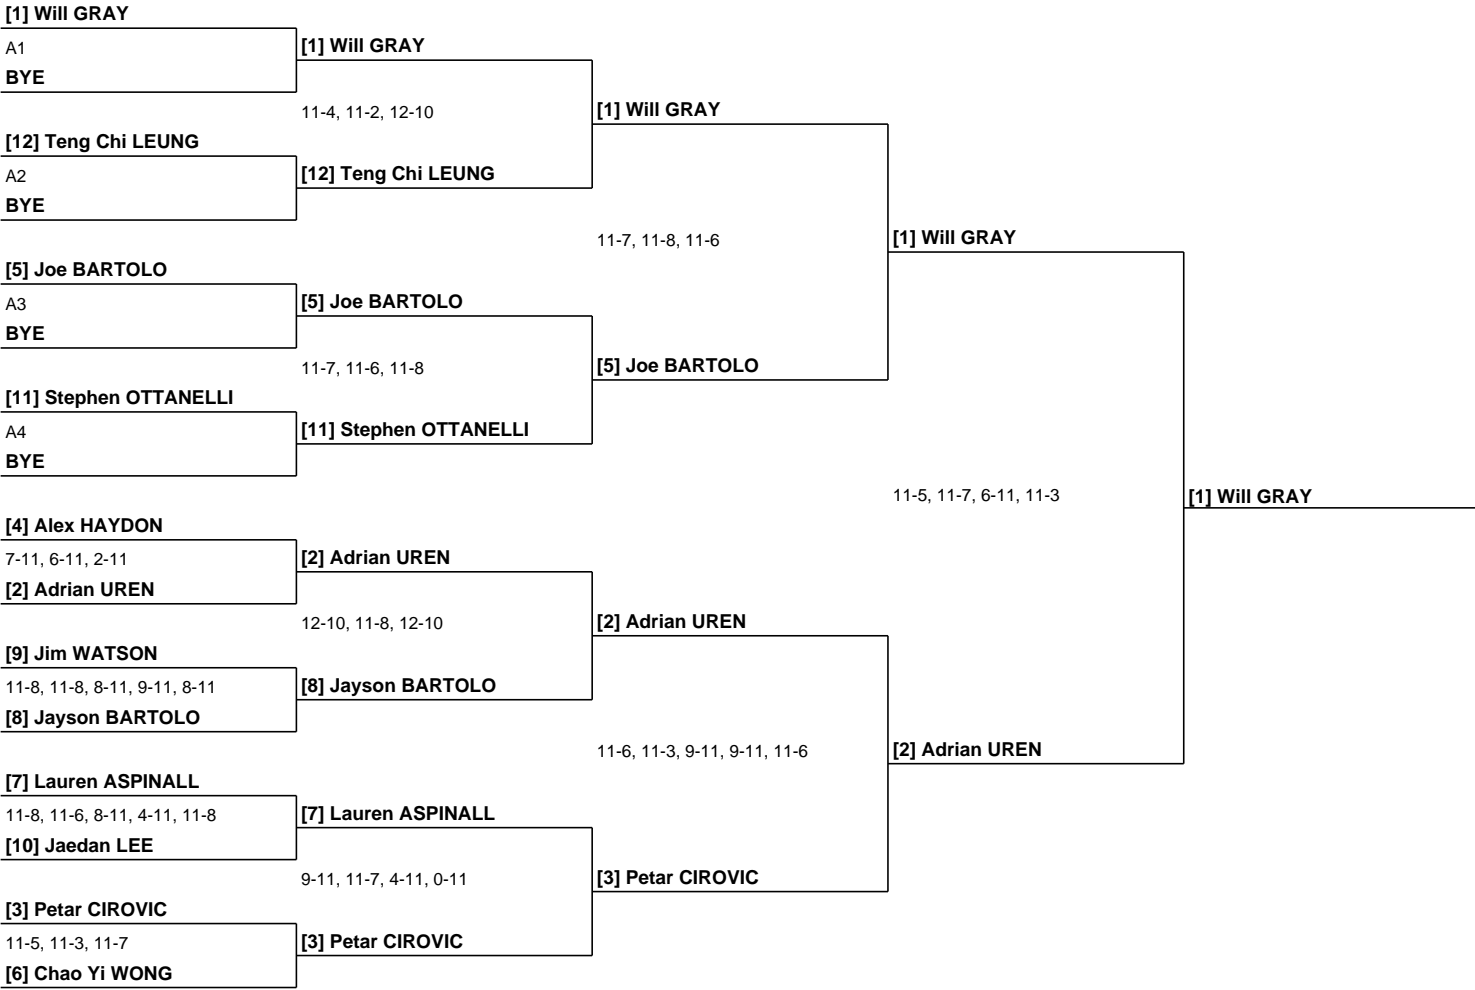 [1] Will GRAY
A1
BYE
[12] Teng Chi LEUNG
A2
BYE
[5] Joe BARTOLO
A3
BYE
[11] Stephen OTTANELLI
A4
BYE
[4] Alex HAYDON
7-11, 6-11, 2-11
[2] Adrian UREN
[9] Jim WATSON
11-8, 11-8, 8-11, 9-11, 8-11
[8] Jayson BARTOLO
[7] Lauren ASPINALL
11-8, 11-6, 8-11, 4-11, 11-8
[10] Jaedan LEE
[3] Petar CIROVIC
11-5, 11-3, 11-7
[6] Chao Yi WONG
[1] Will GRAY
11-4, 11-2, 12-10
[12] Teng Chi LEUNG
[5] Joe BARTOLO
11-7, 11-6, 11-8
[11] Stephen OTTANELLI
[2] Adrian UREN
12-10, 11-8, 12-10
[8] Jayson BARTOLO
[7] Lauren ASPINALL
9-11, 11-7, 4-11, 0-11
[3] Petar CIROVIC
[1] Will GRAY
11-7, 11-8, 11-6
[5] Joe BARTOLO
[2] Adrian UREN
11-6, 11-3, 9-11, 9-11, 11-6
[3] Petar CIROVIC
[1] Will GRAY
11-5, 11-7, 6-11, 11-3
[2] Adrian UREN
[1] Will GRAY